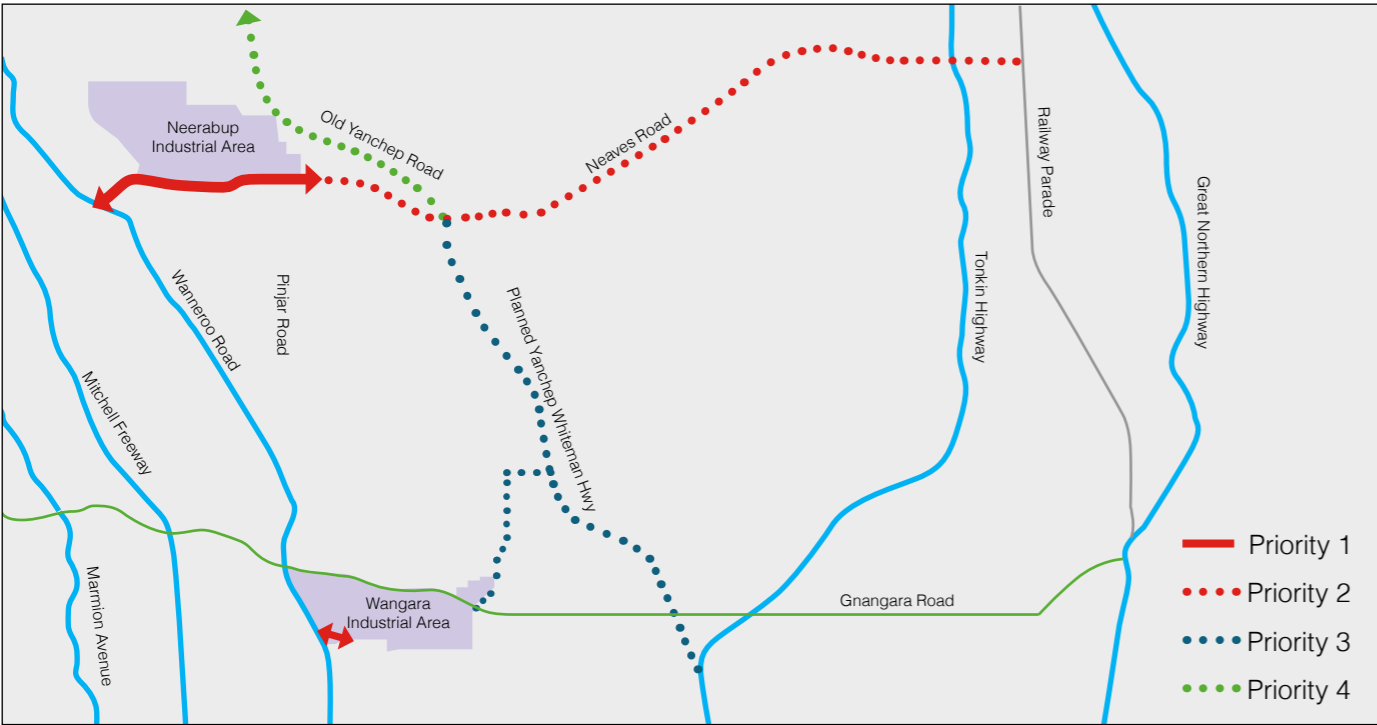 Neerabup
Industrial Area
Old Yanchep Road
Neaves Road
Railway Parade
Great Northern Highway
Wanneroo Road
Pinjar Road
Planned Yanchep Whiteman Hwy
Tonkin Highway
Mitchell Freeway
Marmion Avenue
Wangara
Industrial Area
Gnangara Road
Priority 1
Priority 2
Priority 3
Priority 4